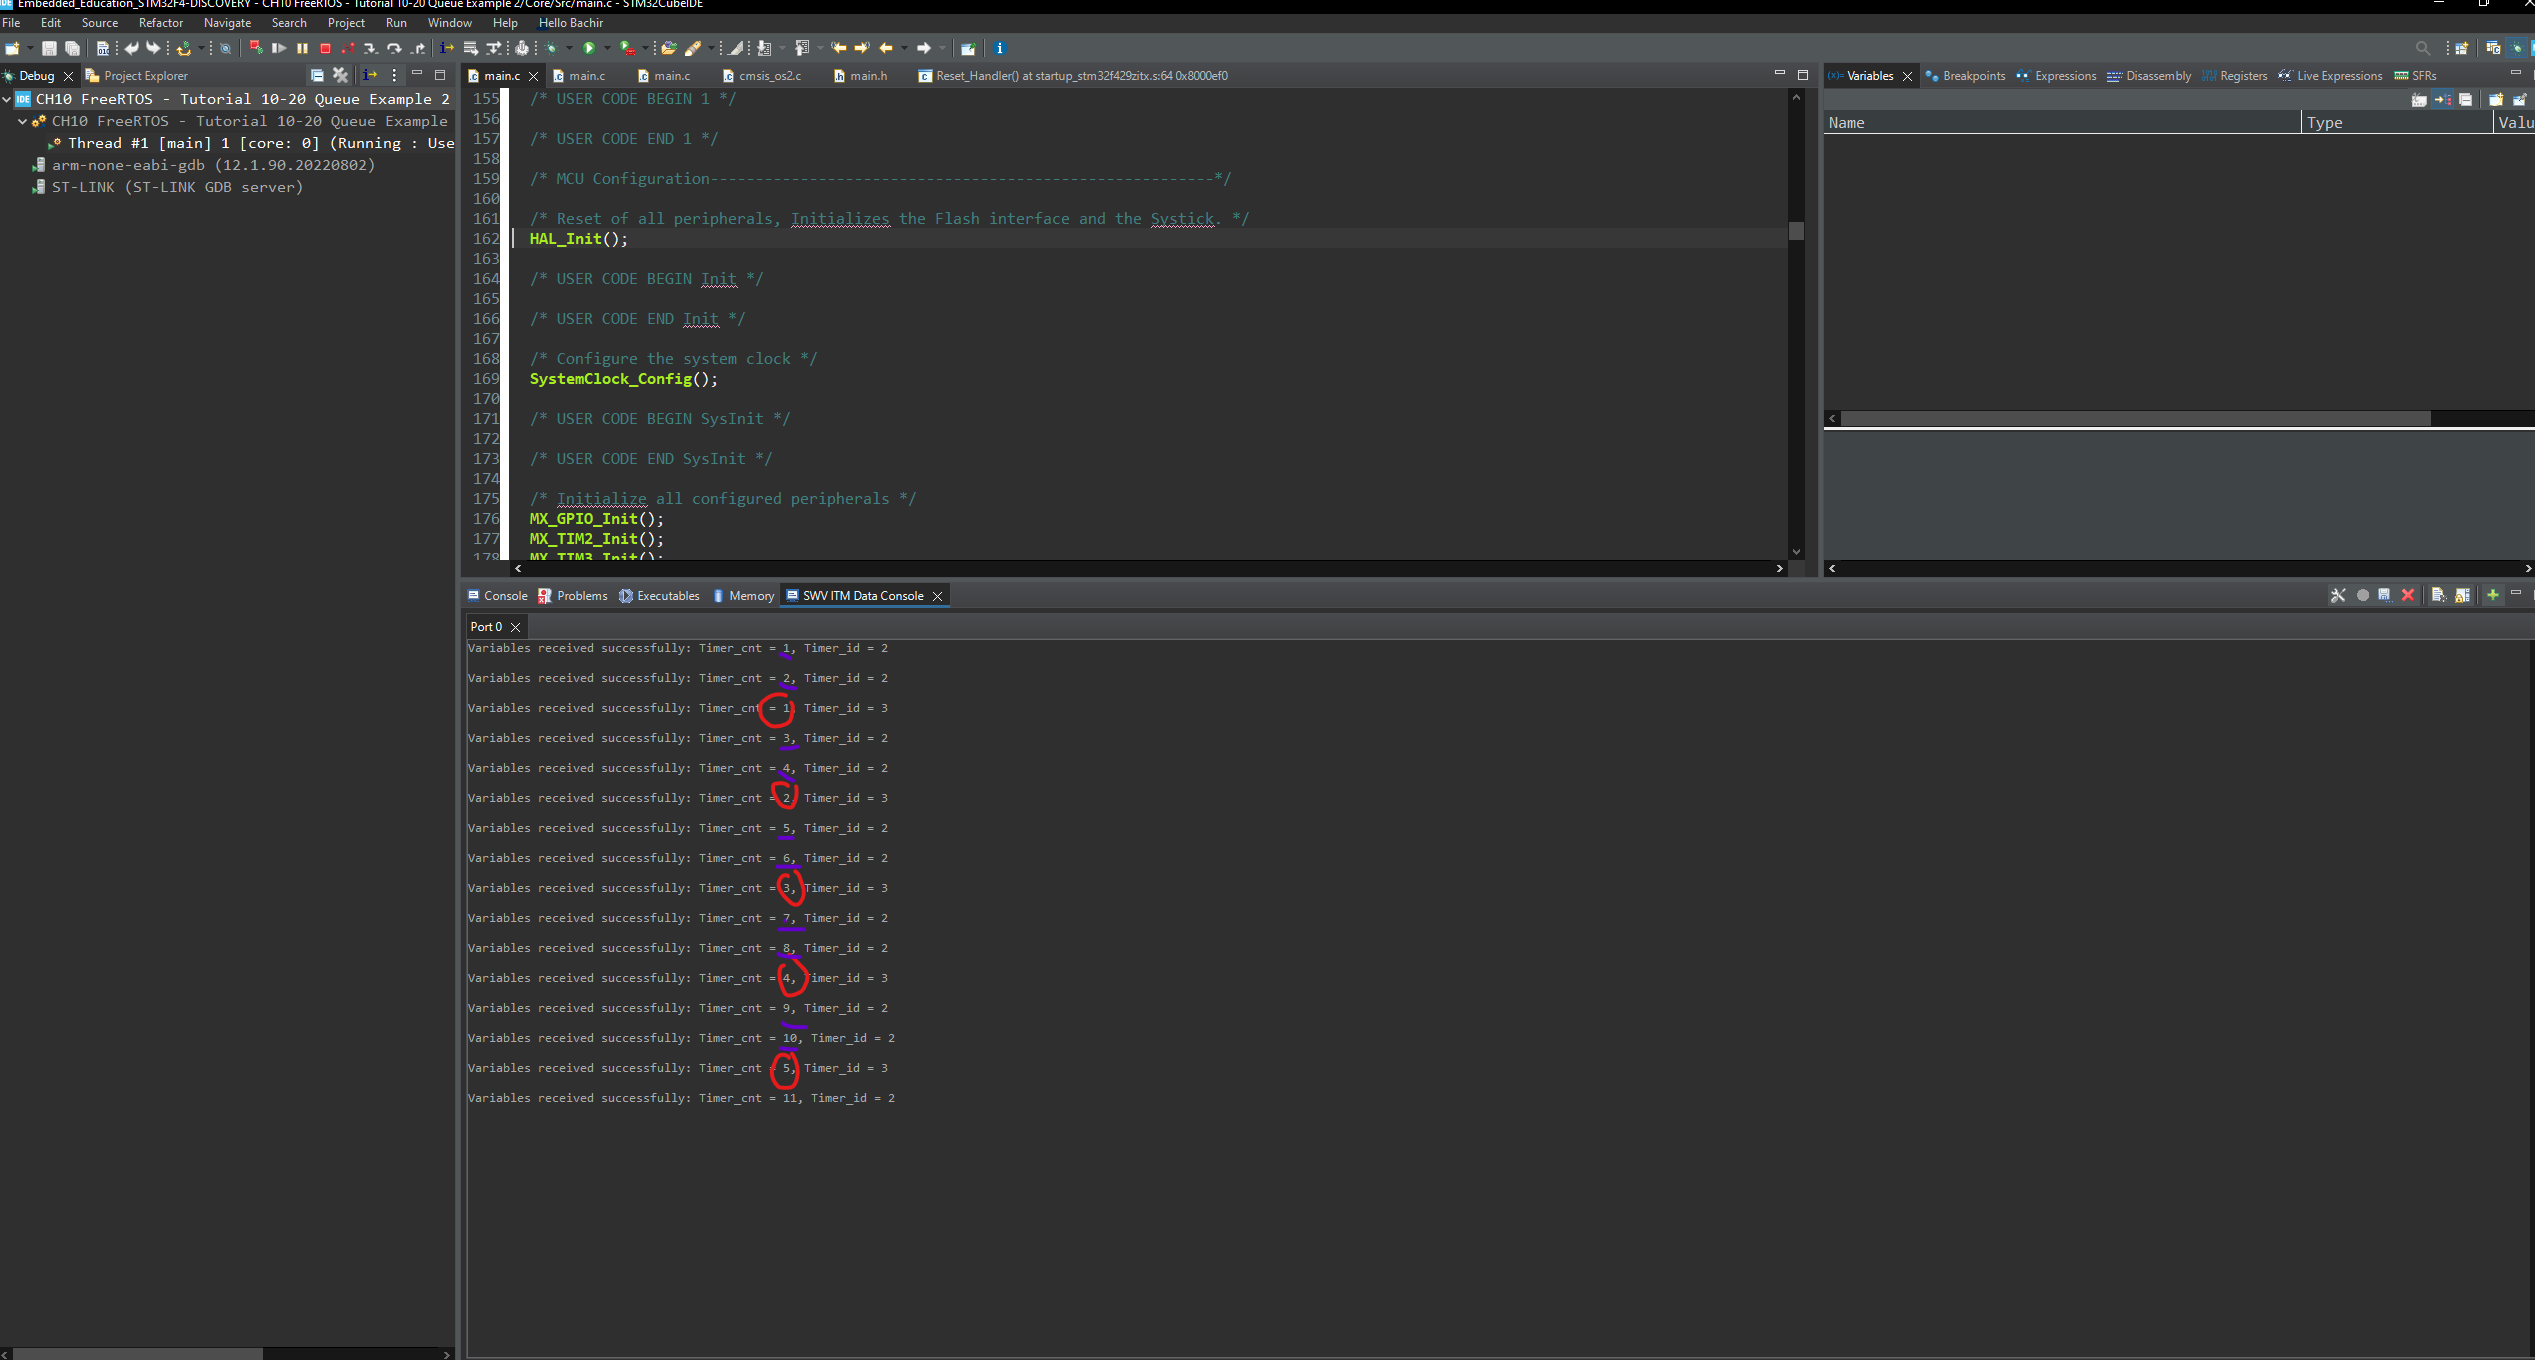 Embedded_Education_STM32F4-DISCOVERY - CH10 FreeRTOS - Tutorial 10-20 Queue Example 2/Core/Src/main.c - STM32CubeIDE
File Edit Source Refactor Navigate Search Project Run Window Help Hello Bachir
Debug Project Explorer
IDE CH10 FreeRTOS - Tutorial 10-20 Queue Example 2
CH10 FreeRTOS - Tutorial 10-20 Queue Example
Thread #1 [main] 1 [core: 0] (Running : Use
arm-none-eabi-gdb (12.1.90.20220802)
ST-LINK (ST-LINK GDB server)
main.c main.c main.c cmsis_os2.c main.h Reset_Handler() at startup_stm32f429zitx.s:64 0x8000ef0
155 /* USER CODE BEGIN 1 */
156
157 /* USER CODE END 1 */
158
159 /* MCU Configuration--------------------------------------------------------*/
160
161 /* Reset of all peripherals, Initializes the Flash interface and the Systick. */
162 HAL_Init();
163
164 /* USER CODE BEGIN Init */
165
166 /* USER CODE END Init */
167
168 /* Configure the system clock */
169 SystemClock_Config();
170
171 /* USER CODE BEGIN SysInit */
172
173 /* USER CODE END SysInit */
174
175 /* Initialize all configured peripherals */
176 MX_GPIO_Init();
177 MX_TIM2_Init();
178 MX_TIM3_Init();
(x)= Variables Breakpoints Expressions Disassembly Registers Live Expressions SFRs
Name Type Valu
Console Problems Executables Memory SWV ITM Data Console
Port 0
Variables received successfully: Timer_cnt = 1, Timer_id = 2
Variables received successfully: Timer_cnt = 2, Timer_id = 2
Variables received successfully: Timer_cnt = 1, Timer_id = 3
Variables received successfully: Timer_cnt = 3, Timer_id = 2
Variables received successfully: Timer_cnt = 4, Timer_id = 2
Variables received successfully: Timer_cnt = 2, Timer_id = 3
Variables received successfully: Timer_cnt = 5, Timer_id = 2
Variables received successfully: Timer_cnt = 6, Timer_id = 2
Variables received successfully: Timer_cnt = 3, Timer_id = 3
Variables received successfully: Timer_cnt = 7, Timer_id = 2
Variables received successfully: Timer_cnt = 8, Timer_id = 2
Variables received successfully: Timer_cnt = 4, Timer_id = 3
Variables received successfully: Timer_cnt = 9, Timer_id = 2
Variables received successfully: Timer_cnt = 10, Timer_id = 2
Variables received successfully: Timer_cnt = 5, Timer_id = 3
Variables received successfully: Timer_cnt = 11, Timer_id = 2